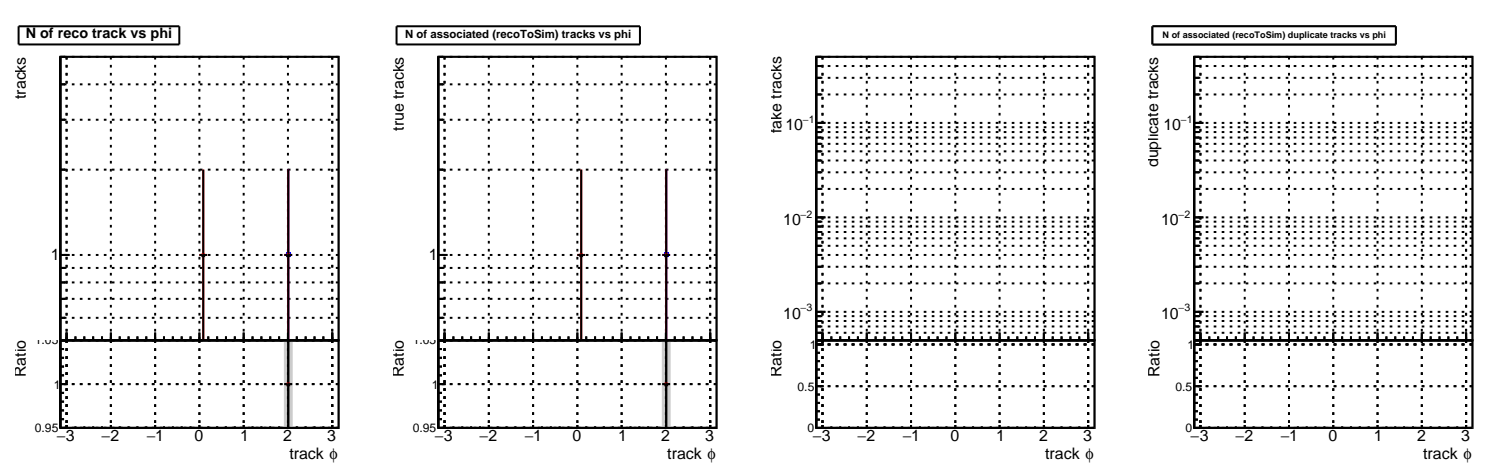 N of reco track vs phi
tracks
1
Ratio
1
0.95
−3 −2 −1 0 1 2 3
track ϕ
N of associated (recoToSim) tracks vs phi
true tracks
1
Ratio
1
0.95
−3 −2 −1 0 1 2 3
track ϕ
fake tracks
10−1
10−2
10−3
Ratio
1
0.5
0
−3 −2 −1 0 1 2 3
track ϕ
N of associated (recoToSim) duplicate tracks vs phi
duplicate tracks
10−1
10−2
10−3
Ratio
1
0.5
0
−3 −2 −1 0 1 2 3
track ϕ